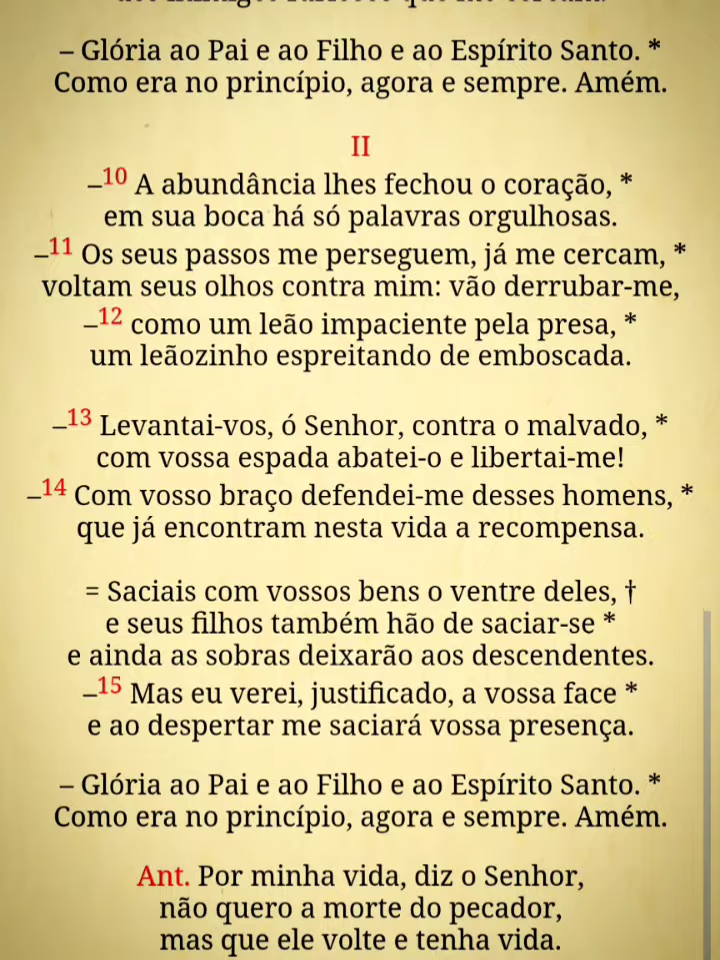 – Glória ao Pai e ao Filho e ao Espírito Santo. *
Como era no princípio, agora e sempre. Amém.
II
–10 A abundância lhes fechou o coração, *
em sua boca há só palavras orgulhosas.
–11 Os seus passos me perseguem, já me cercam, *
voltam seus olhos contra mim: vão derrubar-me,
–12 como um leão impaciente pela presa, *
um leãozinho espreitando de emboscada.
–13 Levantai-vos, ó Senhor, contra o malvado, *
com vossa espada abatei-o e libertai-me!
–14 Com vosso braço defendei-me desses homens, *
que já encontram nesta vida a recompensa.
= Saciais com vossos bens o ventre deles, †
e seus filhos também hão de saciar-se *
e ainda as sobras deixarão aos descendentes.
–15 Mas eu verei, justificado, a vossa face *
e ao despertar me saciará vossa presença.
– Glória ao Pai e ao Filho e ao Espírito Santo. *
Como era no princípio, agora e sempre. Amém.
Ant. Por minha vida, diz o Senhor,
não quero a morte do pecador,
mas que ele volte e tenha vida.